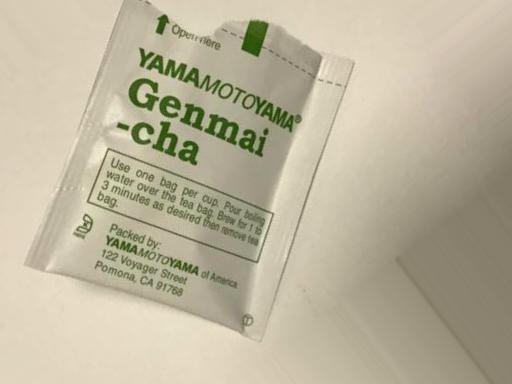 Open here
YAMAMOTOYAMA®
Genmai
-cha
Use one bag per cup. Pour boiling
water over the tea bag. Brew for 1 to
3 minutes as desired then remove tea
bag.
Packed by:
YAMAMOTOYAMA of America
122 Voyager Street
Pomona, CA 91768